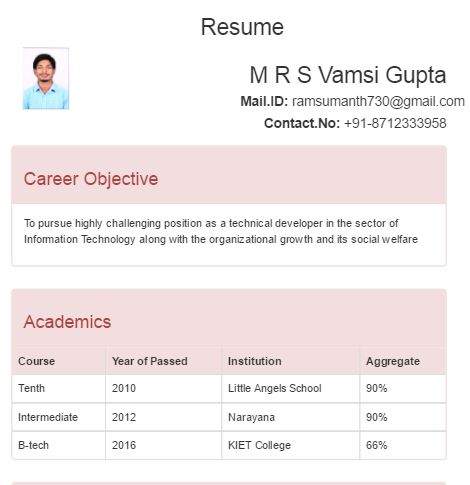 Resume
M R S Vamsi Gupta
Mail.ID: ramsumanth730@gmail.com
Contact.No: +91-8712333958
Career Objective
To pursue highly challenging position as a technical developer in the sector of
Information Technology along with the organizational growth and its social welfare
Academics
Course Year of Passed Institution Aggregate
Tenth 2010 Little Angels School 90%
Intermediate 2012 Narayana 90%
B-tech 2016 KIET College 66%